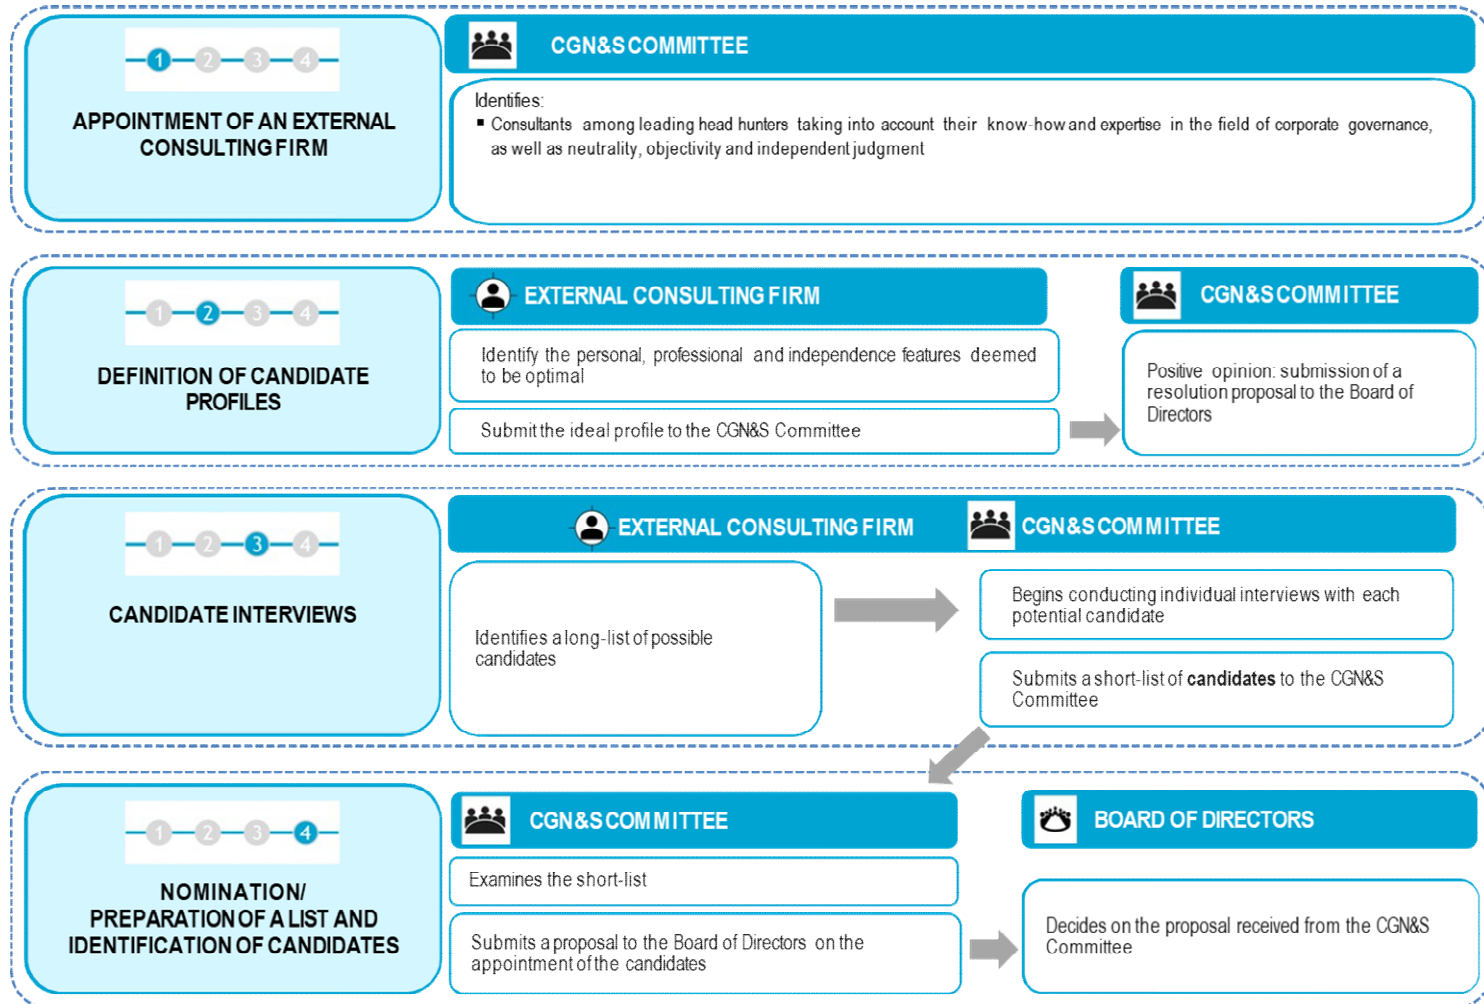 1 2 3 4
APPOINTMENT OF AN EXTERNAL
CONSULTING FIRM
CGN&S COMMITTEE
Identifies:
▪ Consultants among leading head hunters taking into account their know-how and expertise in the field of corporate governance,
as well as neutrality, objectivity and independent judgment
1 2 3 4
DEFINITION OF CANDIDATE
PROFILES
EXTERNAL CONSULTING FIRM
Identify the personal, professional and independence features deemed
to be optimal
Submit the ideal profile to the CGN&S Committee
CGN&S COMMITTEE
Positive opinion: submission of a
resolution proposal to the Board of
Directors
1 2 3 4
CANDIDATE INTERVIEWS
EXTERNAL CONSULTING FIRM
CGN&S COMMITTEE
Identifies a long-list of possible
candidates
Begins conducting individual interviews with each
potential candidate
Submits a short-list of candidates to the CGN&S
Committee
1 2 3 4
NOMINATION/
PREPARATION OF A LIST AND
IDENTIFICATION OF CANDIDATES
CGN&S COMMITTEE
Examines the short-list
Submits a proposal to the Board of Directors on the
appointment of the candidates
BOARD OF DIRECTORS
Decides on the proposal received from the CGN&S
Committee